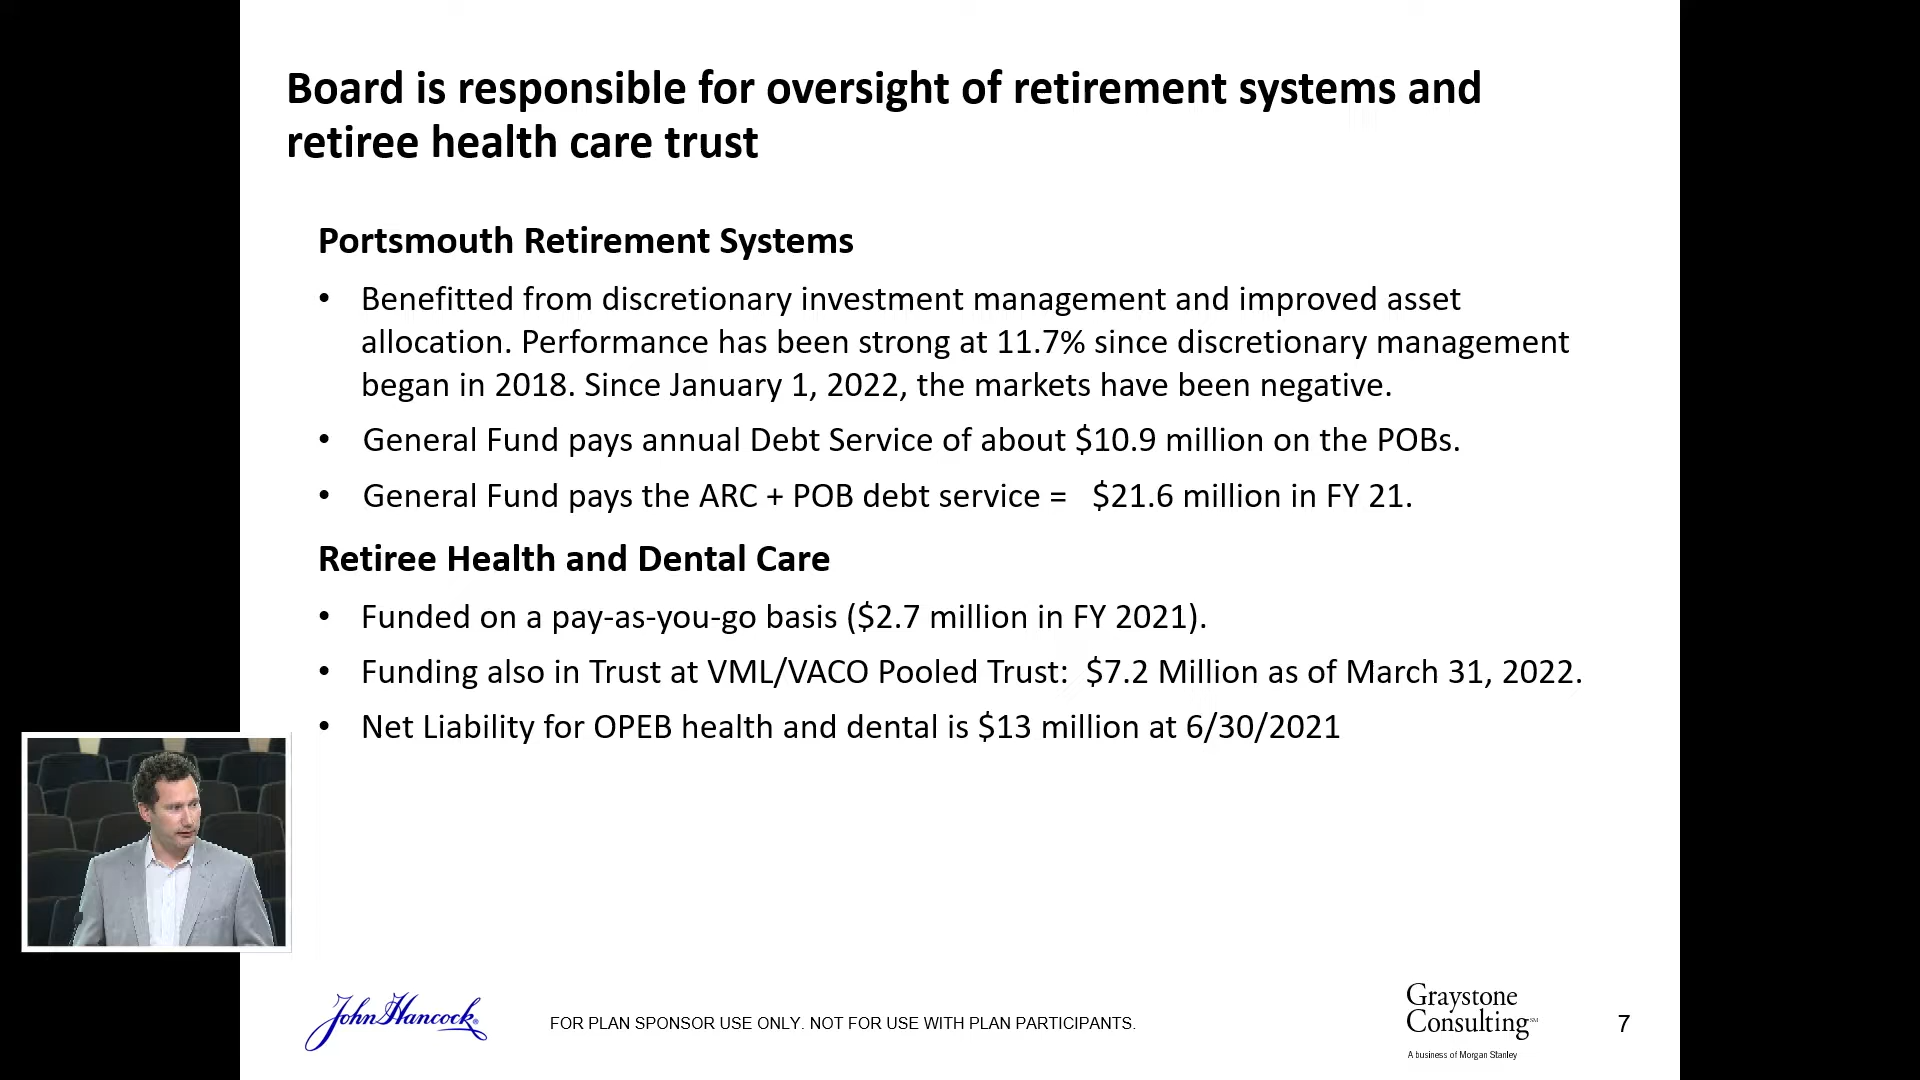 Board is responsible for oversight of retirement systems and
retiree health care trust
Portsmouth Retirement Systems
• Benefitted from discretionary investment management and improved asset
allocation. Performance has been strong at 11.7% since discretionary management
began in 2018. Since January 1, 2022, the markets have been negative.
• General Fund pays annual Debt Service of about $10.9 million on the POBs.
• General Fund pays the ARC + POB debt service = $21.6 million in FY 21.
Retiree Health and Dental Care
• Funded on a pay-as-you-go basis ($2.7 million in FY 2021).
• Funding also in Trust at VML/VACO Pooled Trust: $7.2 Million as of March 31, 2022.
• Net Liability for OPEB health and dental is $13 million at 6/30/2021
John Hancock®
FOR PLAN SPONSOR USE ONLY. NOT FOR USE WITH PLAN PARTICIPANTS.
Graystone
Consulting℠
A business of Morgan Stanley
7